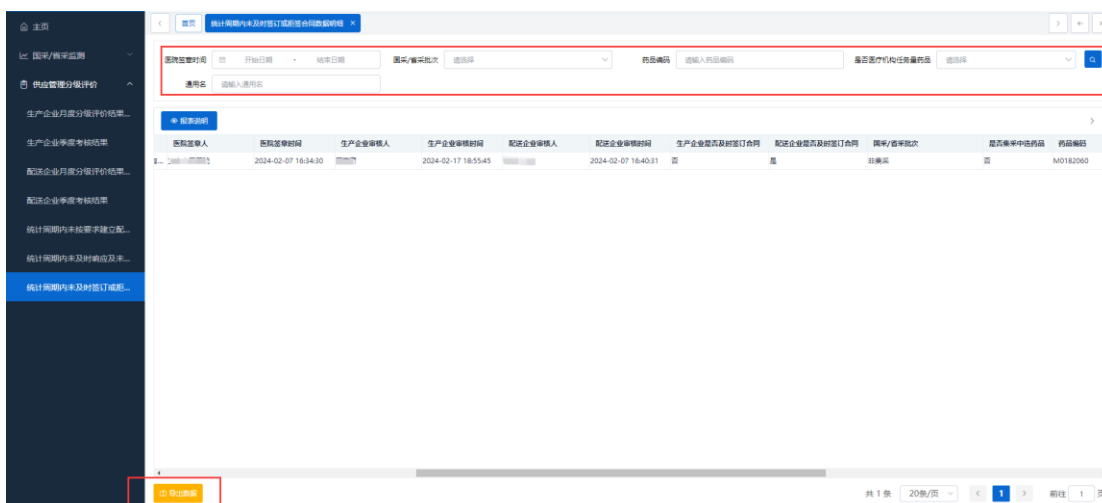 主页
国采/省采监测
供应管理分级评价
生产企业月度分级评价结果...
生产企业季度考核结果
配送企业月度分级评价结果...
配送企业季度考核结果
统计周期内未按要求建立配...
统计周期内未及时响应及未...
统计周期内未及时签订或拒...
首页 统计周期内未及时签订或拒签合同数据明细 ×
医院签章时间 开始日期 - 结束日期 国采/省采批次 请选择 药品编码 请输入药品编码 是否医疗机构任务量药品 请选择
通用名 请输入通用名
报表说明
医院签章人 医院签章时间 生产企业审核人 生产企业审核时间 配送企业审核人 配送企业审核时间 生产企业是否及时签订合同 配送企业是否及时签订合同 国采/省采批次 是否集采中选药品 药品编码
2024-02-07 16:34:30 2024-02-17 18:55:45 2024-02-07 16:40:31 否 是 非集采 否 M0182060
导出数据
共 1 条 20条/页 1 前往 1 页